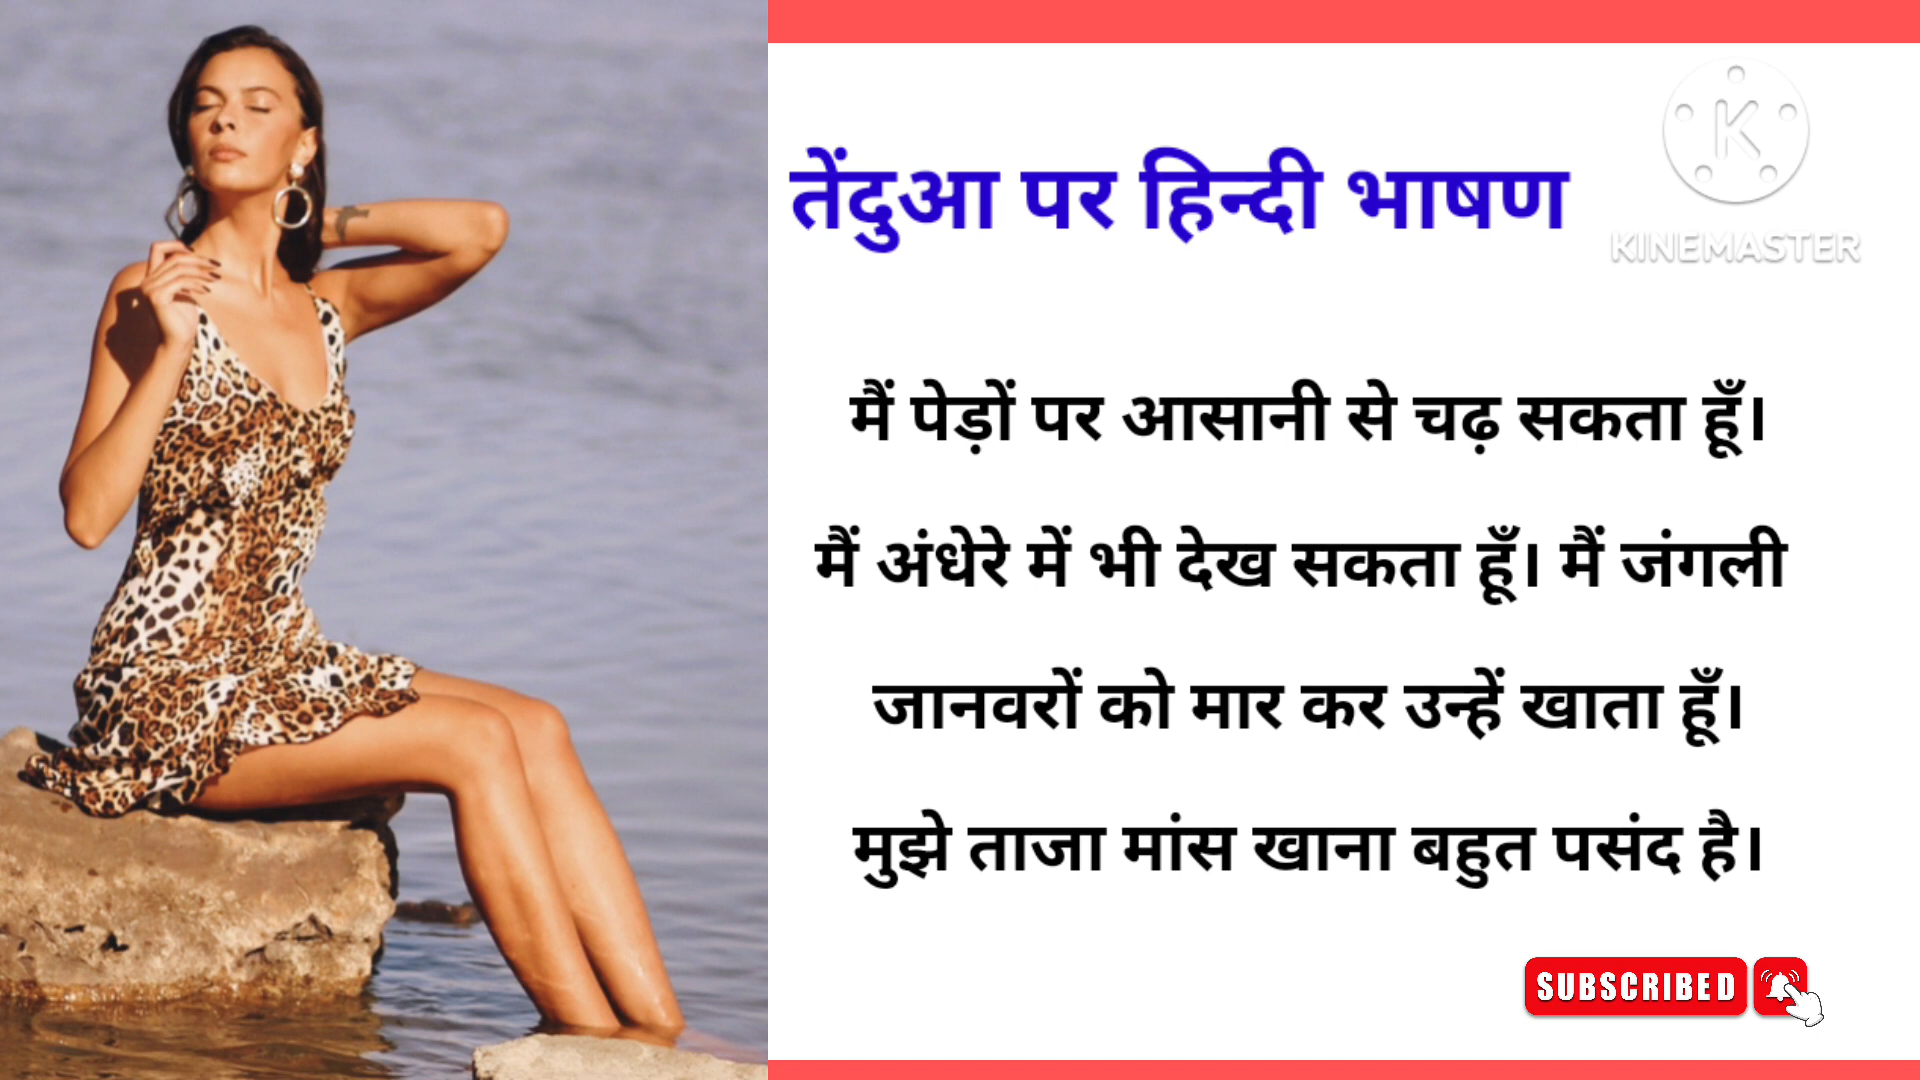 तेंदुआ पर हिन्दी भाषण
KINEMASTER
मैं पेड़ों पर आसानी से चढ़ सकता हूँ।
मैं अंधेरे में भी देख सकता हूँ। मैं जंगली
जानवरों को मार कर उन्हें खाता हूँ।
मुझे ताजा मांस खाना बहुत पसंद है।
SUBSCRIBED